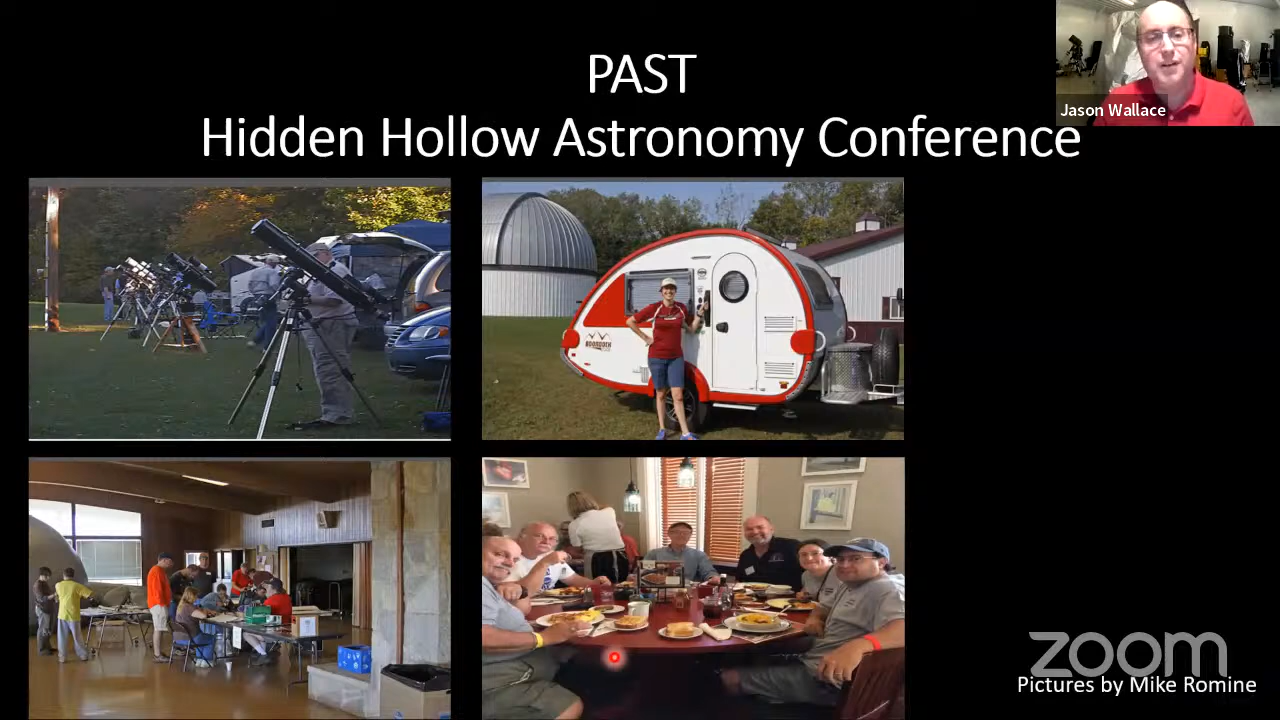 PAST
Hidden Hollow Astronomy Conference
Jason Wallace
zoom
Pictures by Mike Romine